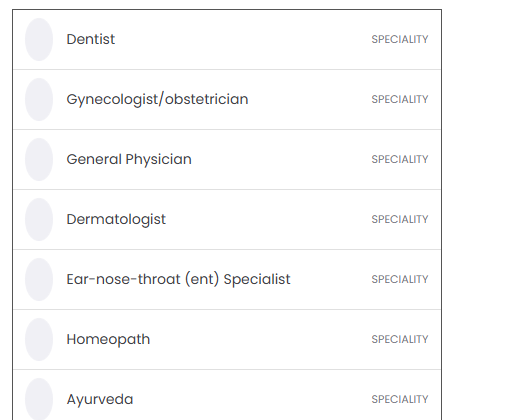 Dentist SPECIALITY
Gynecologist/obstetrician SPECIALITY
General Physician SPECIALITY
Dermatologist SPECIALITY
Ear-nose-throat (ent) Specialist SPECIALITY
Homeopath SPECIALITY
Ayurveda SPECIALITY